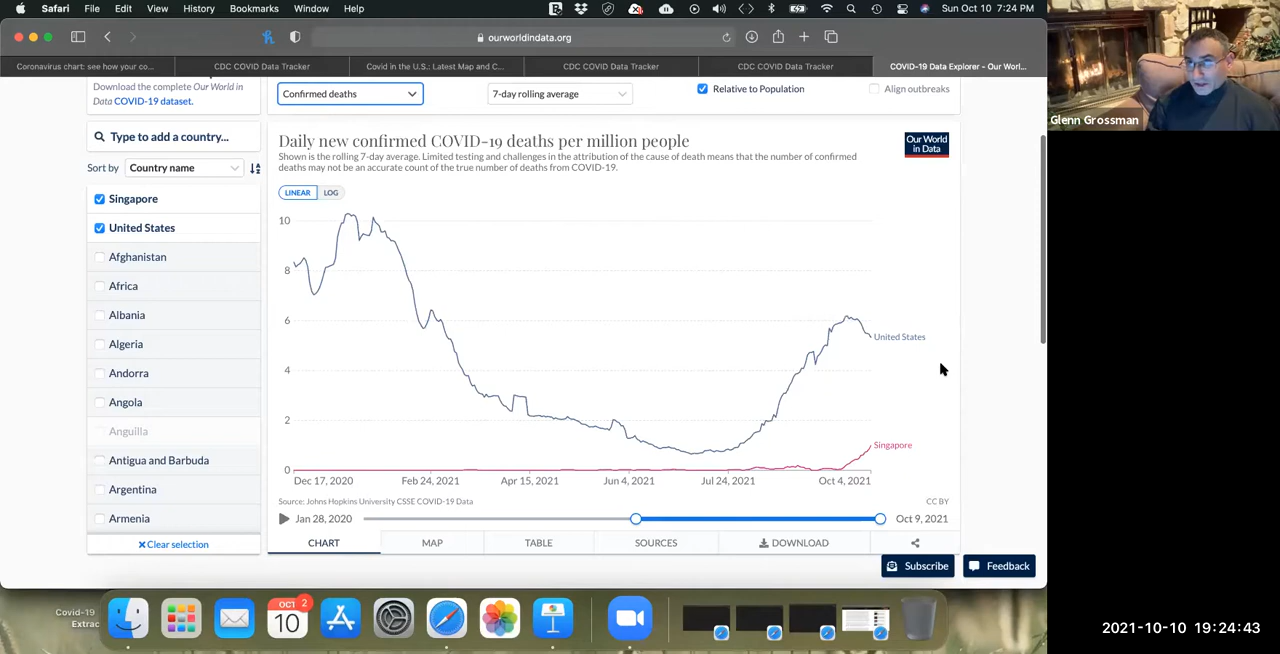 Safari File Edit View History Bookmarks Window Help Sun Oct 10 7:24 PM
ourworldindata.org
Coronavirus chart: see how your co... CDC COVID Data Tracker Covid in the U.S.: Latest Map and C... CDC COVID Data Tracker CDC COVID Data Tracker COVID-19 Data Explorer - Our Worl...
Download the complete Our World in
Data COVID-19 dataset.
Confirmed deaths 7-day rolling average Relative to Population Align outbreaks
Type to add a country...
Sort by Country name
Singapore
United States
Afghanistan
Africa
Albania
Algeria
Andorra
Angola
Anguilla
Antigua and Barbuda
Argentina
Armenia
Clear selection
Daily new confirmed COVID-19 deaths per million people
Shown is the rolling 7-day average. Limited testing and challenges in the attribution of the cause of death means that the number of confirmed
deaths may not be an accurate count of the true number of deaths from COVID-19.
Our World
in Data
LINEAR LOG
10
8
6
4
2
0
United States
Singapore
Dec 17, 2020 Feb 24, 2021 Apr 15, 2021 Jun 4, 2021 Jul 24, 2021 Oct 4, 2021
Source: Johns Hopkins University CSSE COVID-19 Data CC BY
Jan 28, 2020 Oct 9, 2021
CHART MAP TABLE SOURCES DOWNLOAD
Subscribe Feedback
Glenn Grossman
Covid-19
Extrac
OCT 2
10
2021-10-10 19:24:43